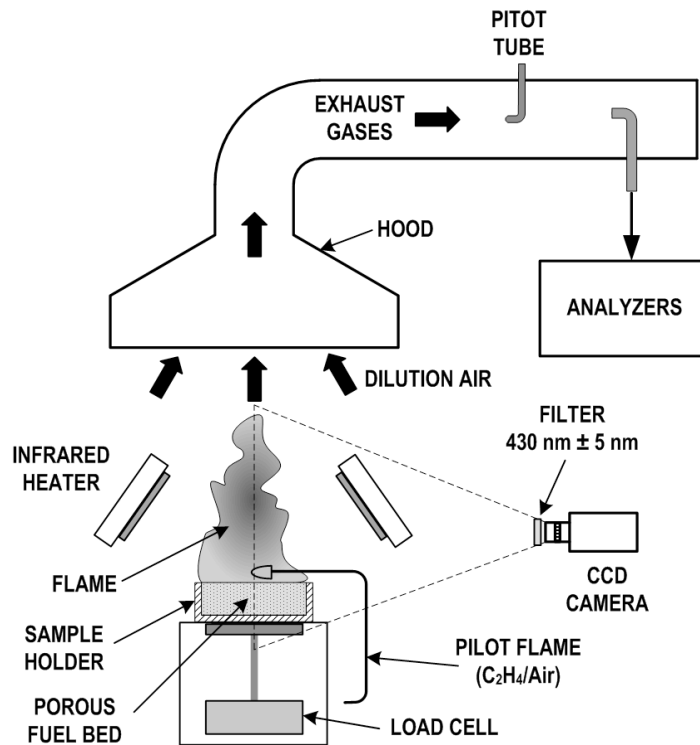 PITOT
TUBE
EXHAUST
GASES
HOOD
ANALYZERS
DILUTION AIR
FILTER
430 nm ± 5 nm
INFRARED
HEATER
FLAME
CCD
CAMERA
SAMPLE
HOLDER
PILOT FLAME
(C₂H₄/Air)
POROUS
FUEL BED
LOAD CELL